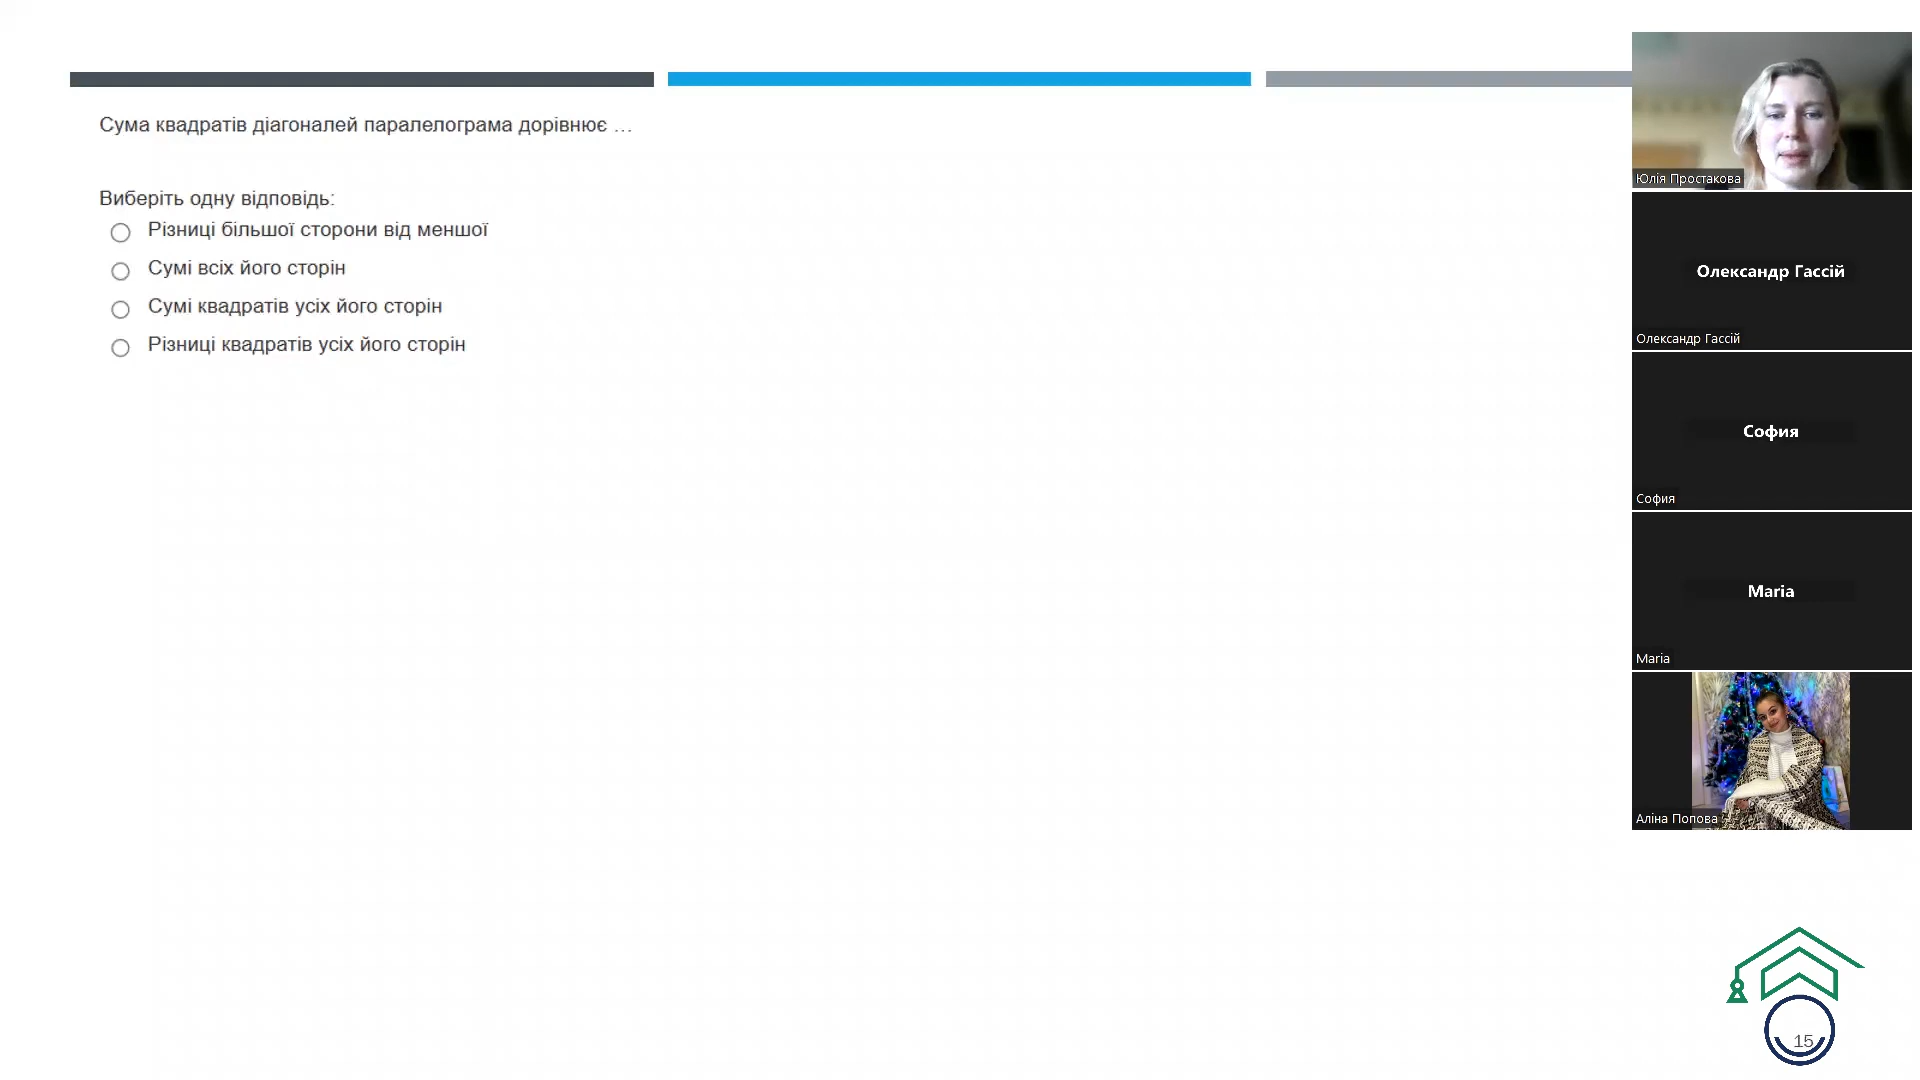 Сума квадратів діагоналей паралелограма дорівнює …
Виберіть одну відповідь:
Різниці більшої сторони від меншої
Сумі всіх його сторін
Сумі квадратів усіх його сторін
Різниці квадратів усіх його сторін
Юлія Простакова
Олександр Гассій
Олександр Гассій
София
София
Maria
Maria
Аліна Попова
15